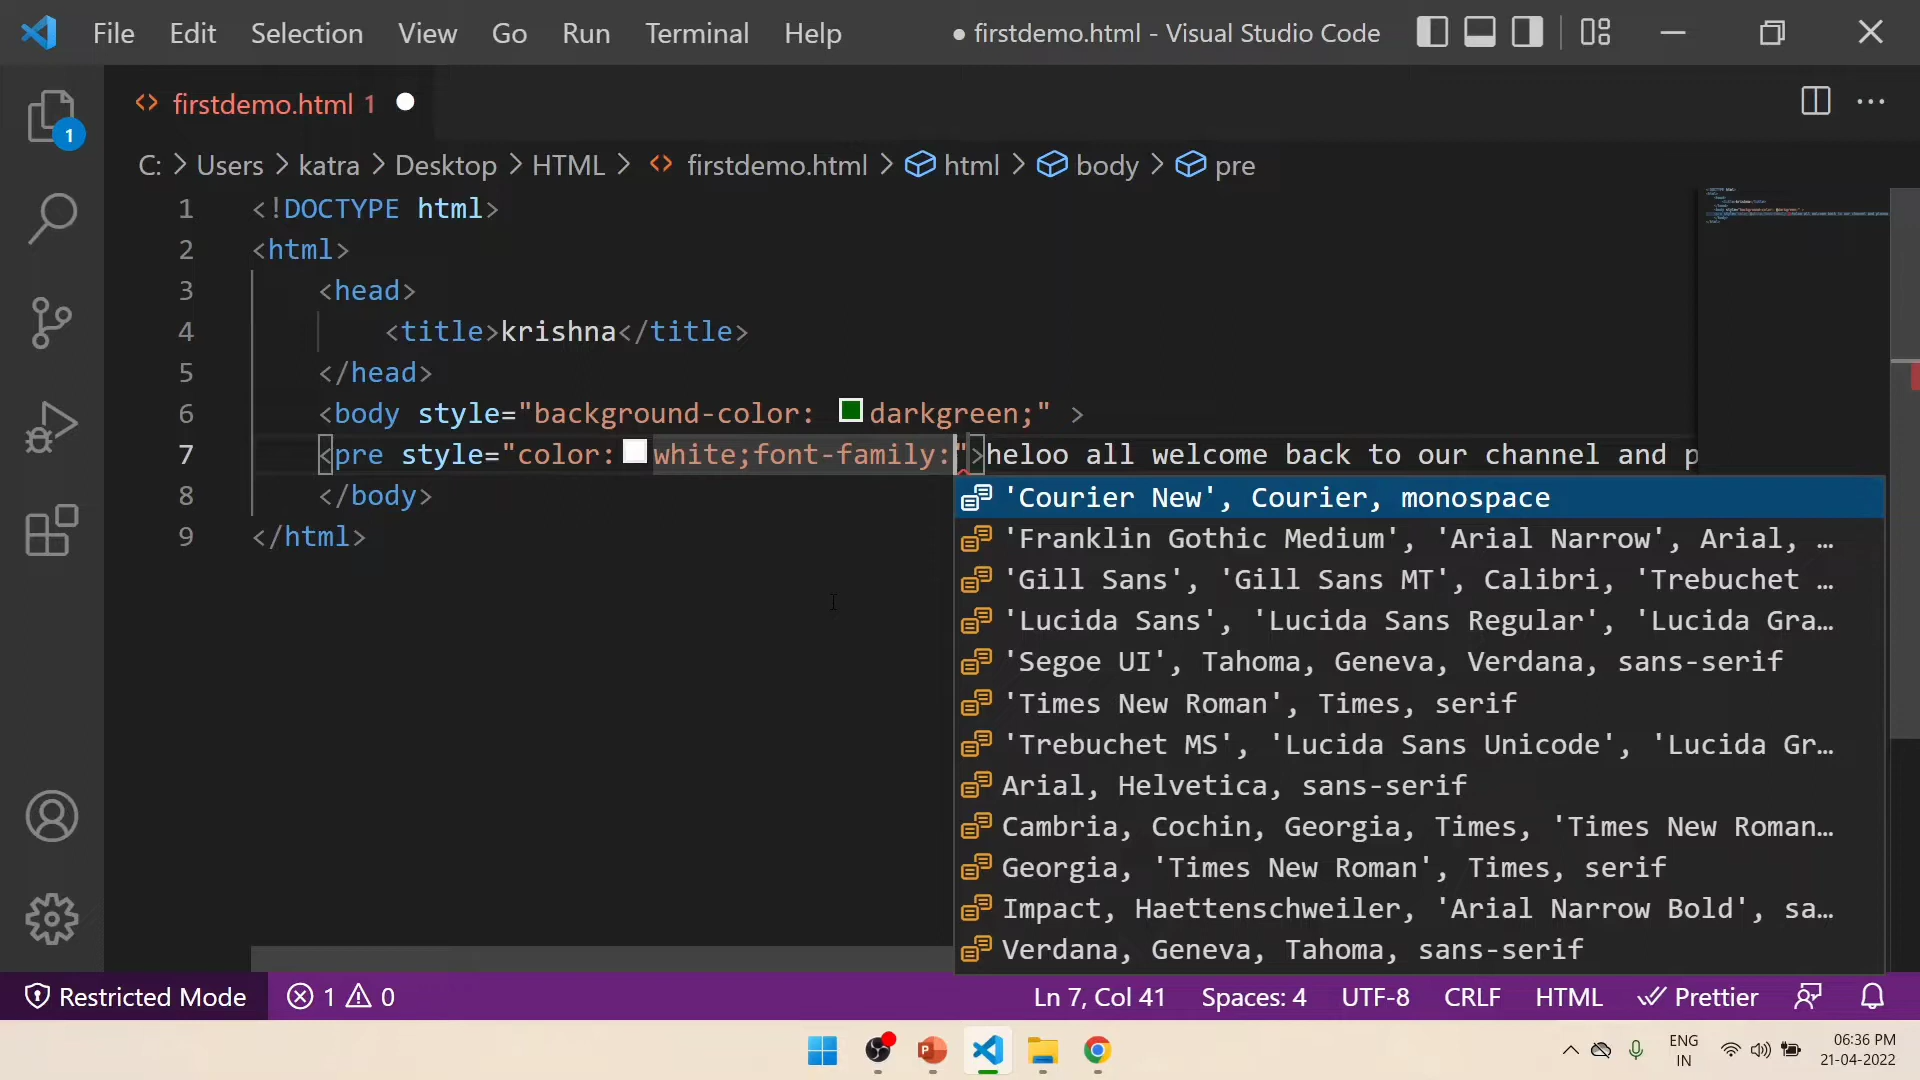 File Edit Selection View Go Run Terminal Help ● firstdemo.html - Visual Studio Code
firstdemo.html 1
1
C: > Users > katra > Desktop > HTML > <> firstdemo.html > html > body > pre
1 <!DOCTYPE html>
2 <html>
3 <head>
4 <title>krishna</title>
5 </head>
6 <body style="background-color: darkgreen;" >
7 <pre style="color:white;font-family:">heloo all welcome back to our channel and p
8 </body>
9 </html>
'Courier New', Courier, monospace
'Franklin Gothic Medium', 'Arial Narrow', Arial, …
'Gill Sans', 'Gill Sans MT', Calibri, 'Trebuchet …
'Lucida Sans', 'Lucida Sans Regular', 'Lucida Gra…
'Segoe UI', Tahoma, Geneva, Verdana, sans-serif
'Times New Roman', Times, serif
'Trebuchet MS', 'Lucida Sans Unicode', 'Lucida Gr…
Arial, Helvetica, sans-serif
Cambria, Cochin, Georgia, Times, 'Times New Roman…
Georgia, 'Times New Roman', Times, serif
Impact, Haettenschweiler, 'Arial Narrow Bold', sa…
Verdana, Geneva, Tahoma, sans-serif
Restricted Mode 1 0 Ln 7, Col 41 Spaces: 4 UTF-8 CRLF HTML Prettier
ENG 06:36 PM
IN 21-04-2022